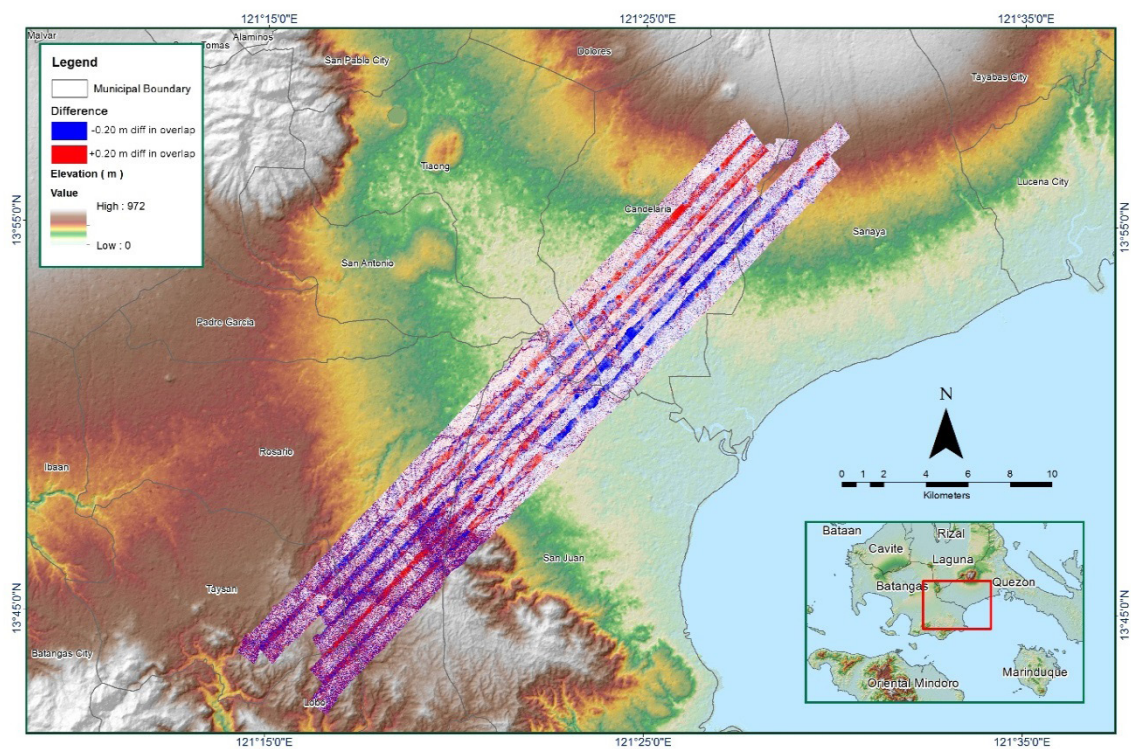 121°15'0"E
121°25'0"E
121°35'0"E
Malvar
Alaminos
San Pablo City
Dolores
Tayabas City
Legend
Municipal Boundary
Difference
-0.20 m diff in overlap
+0.20 m diff in overlap
Elevation ( m )
Value
High : 972
Low : 0
Tiaong
Lucena City
Candelaria
13°55'0"N
13°55'0"N
Sariaya
San Antonio
Padre Garcia
N
Rosario
Ibaan
0 1 2 4 6 8 10
Kilometers
San Juan
Taysan
13°45'0"N
13°45'0"N
Batangas City
Lobo
Bataan
Rizal
Cavite
Laguna
Batangas
Quezon
Marinduque
Oriental Mindoro
121°15'0"E
121°25'0"E
121°35'0"E